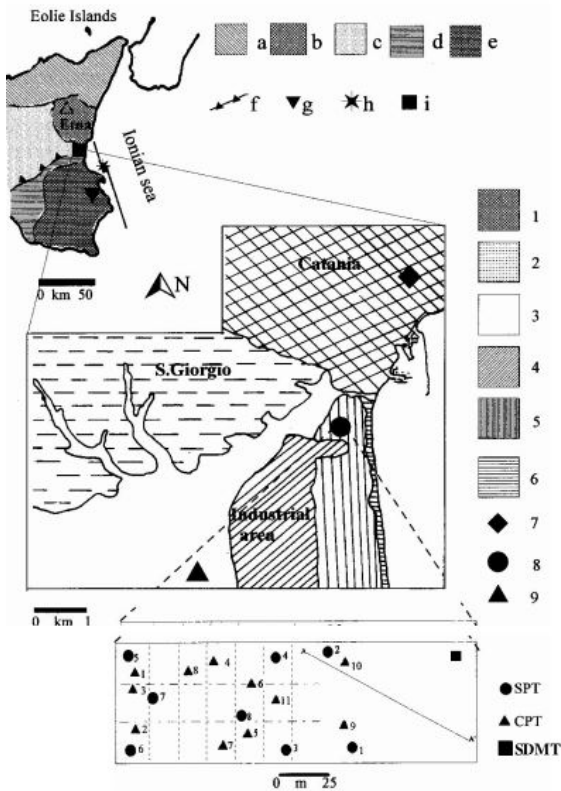 Eolie Islands
a b c d e
f g h i
Etna
Ionian sea
0 km 50
N
1
2
3
4
5
6
7
8
9
Catania
S.Giorgio
Industrial
area
0 km 1
5 4 A 2 10
1 8 4
3 7 6 11
2 8 5 9
6 7 3 1 A'
SPT
CPT
SDMT
0 m 25